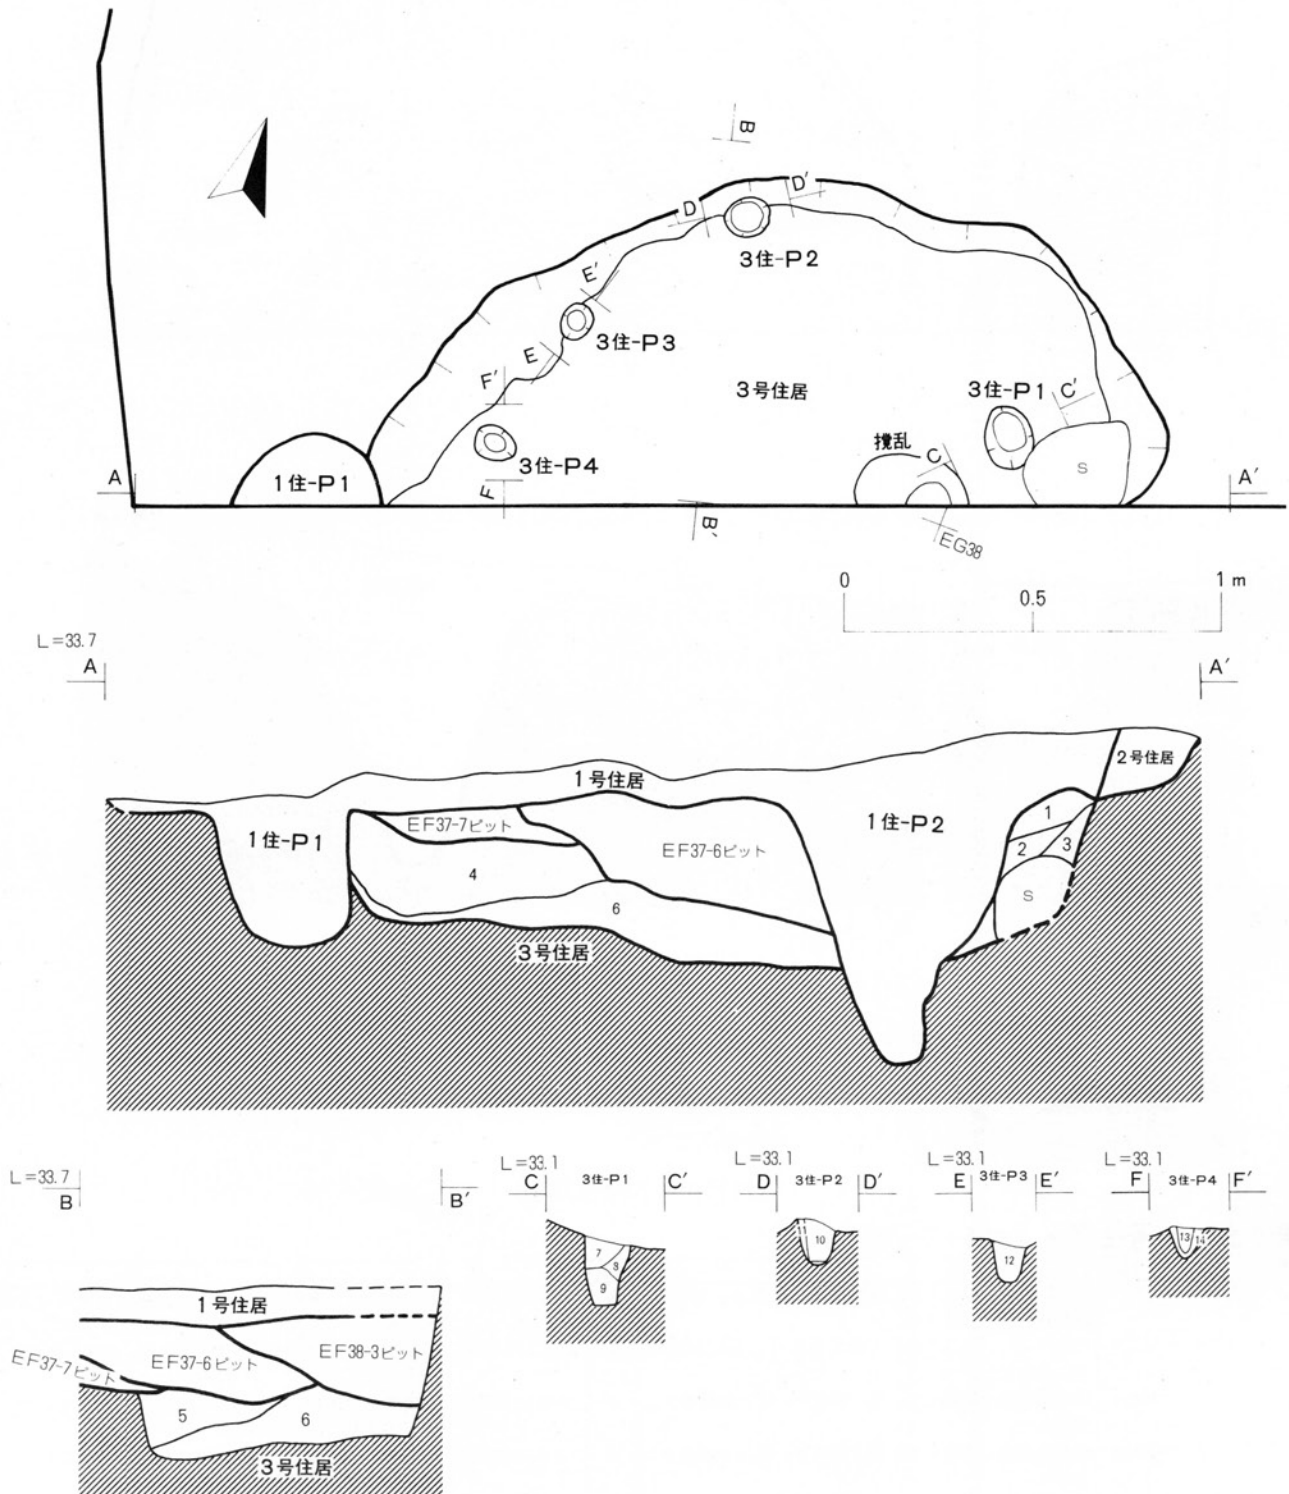 B
D D'
3住-P2
E'
3住-P3
E
F'
3号住居
3住-P1 C'
3住-P4
撹乱
C
S
A 1住-P1 A'
F
B'
EG38
0 0.5 1 m
L=33.7
A A'
1号住居 2号住居
1住-P1 EF37-7ピット EF37-6ピット 1住-P2 1
2 3
4 S
6
3号住居
L=33.7
B B'
1号住居
EF37-7ピット EF37-6ピット EF38-3ピット
5 6
3号住居
L=33.1
C 3住-P1 C'
7 8
9
L=33.1
D 3住-P2 D'
11 10
L=33.1
E 3住-P3 E'
12
L=33.1
F 3住-P4 F'
13 14